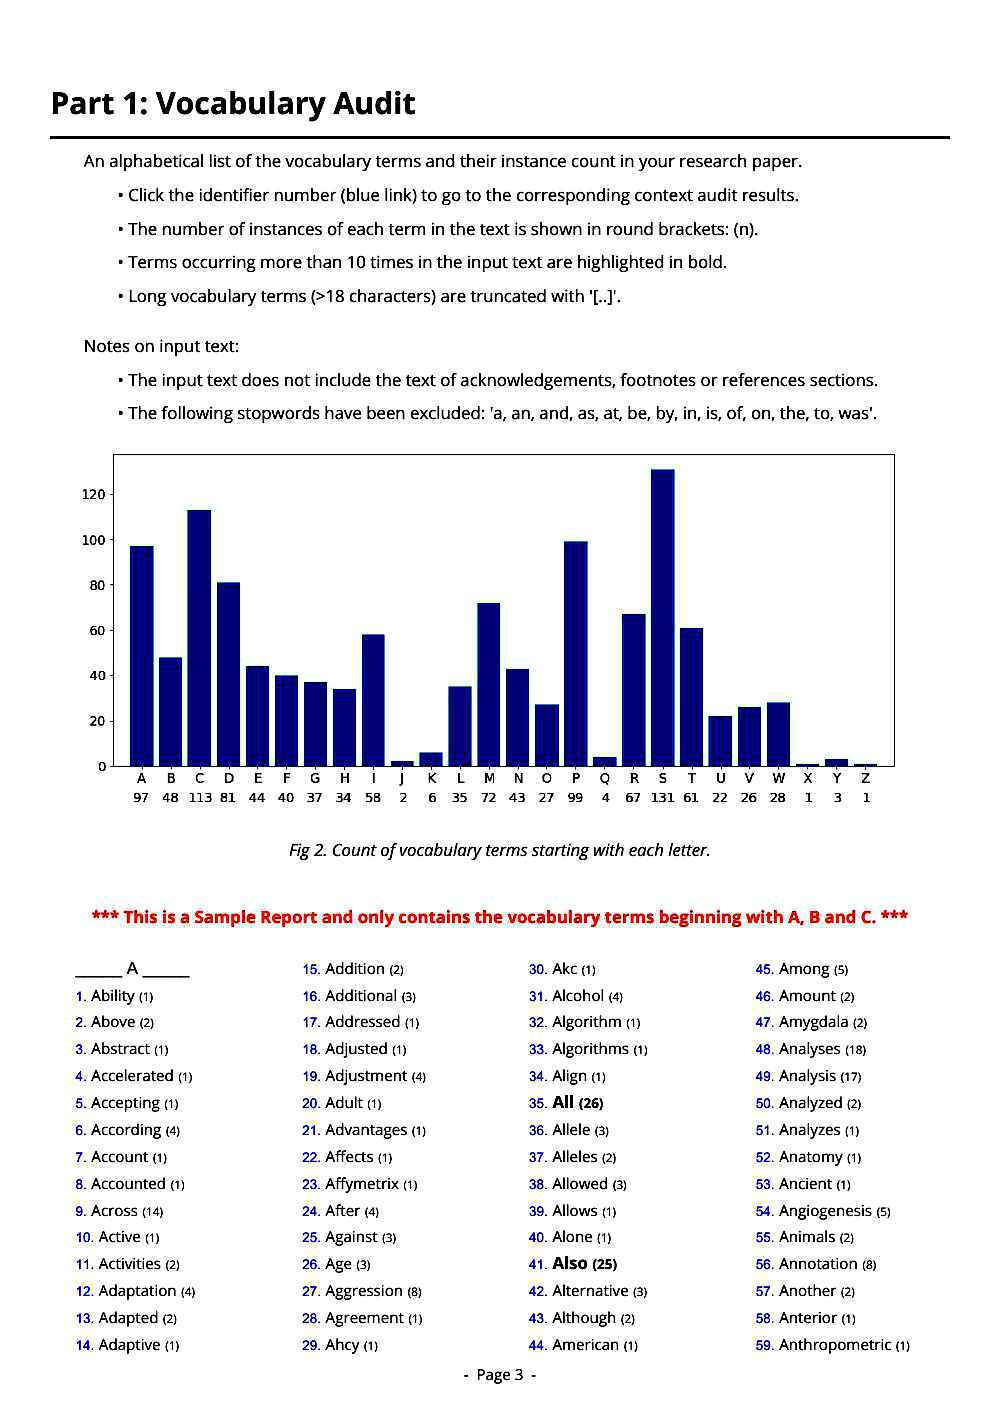 Part 1: Vocabulary Audit
An alphabetical list of the vocabulary terms and their instance count in your research paper.
• Click the identifier number (blue link) to go to the corresponding context audit results.
• The number of instances of each term in the text is shown in round brackets: (n).
• Terms occurring more than 10 times in the input text are highlighted in bold.
• Long vocabulary terms (>18 characters) are truncated with '[..]'.
Notes on input text:
• The input text does not include the text of acknowledgements, footnotes or references sections.
• The following stopwords have been excluded: 'a, an, and, as, at, be, by, in, is, of, on, the, to, was'.
120
100
80
60
40
20
0
A B C D E F G H I J K L M N O P Q R S T U V W X Y Z
97 48 113 81 44 40 37 34 58 2 6 35 72 43 27 99 4 67 131 61 22 26 28 1 3 1
Fig 2. Count of vocabulary terms starting with each letter.
*** This is a Sample Report and only contains the vocabulary terms beginning with A, B and C. ***
______ A ______
1. Ability (1)
2. Above (2)
3. Abstract (1)
4. Accelerated (1)
5. Accepting (1)
6. According (4)
7. Account (1)
8. Accounted (1)
9. Across (14)
10. Active (1)
11. Activities (2)
12. Adaptation (4)
13. Adapted (2)
14. Adaptive (1)
15. Addition (2)
16. Additional (3)
17. Addressed (1)
18. Adjusted (1)
19. Adjustment (4)
20. Adult (1)
21. Advantages (1)
22. Affects (1)
23. Affymetrix (1)
24. After (4)
25. Against (3)
26. Age (3)
27. Aggression (8)
28. Agreement (1)
29. Ahcy (1)
30. Akc (1)
31. Alcohol (4)
32. Algorithm (1)
33. Algorithms (1)
34. Align (1)
35. All (26)
36. Allele (3)
37. Alleles (2)
38. Allowed (3)
39. Allows (1)
40. Alone (1)
41. Also (25)
42. Alternative (3)
43. Although (2)
44. American (1)
45. Among (5)
46. Amount (2)
47. Amygdala (2)
48. Analyses (18)
49. Analysis (17)
50. Analyzed (2)
51. Analyzes (1)
52. Anatomy (1)
53. Ancient (1)
54. Angiogenesis (5)
55. Animals (2)
56. Annotation (8)
57. Another (2)
58. Anterior (1)
59. Anthropometric (1)
- Page 3 -